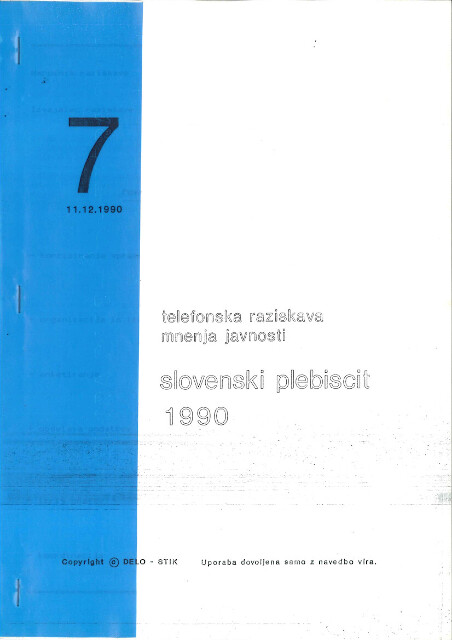 7
11.12.1990
telefonska raziskava
mnenja javnosti
slovenski plebiscit
1990
Copyright © DELO - STIK Uporaba dovoljena samo z navedbo vira.